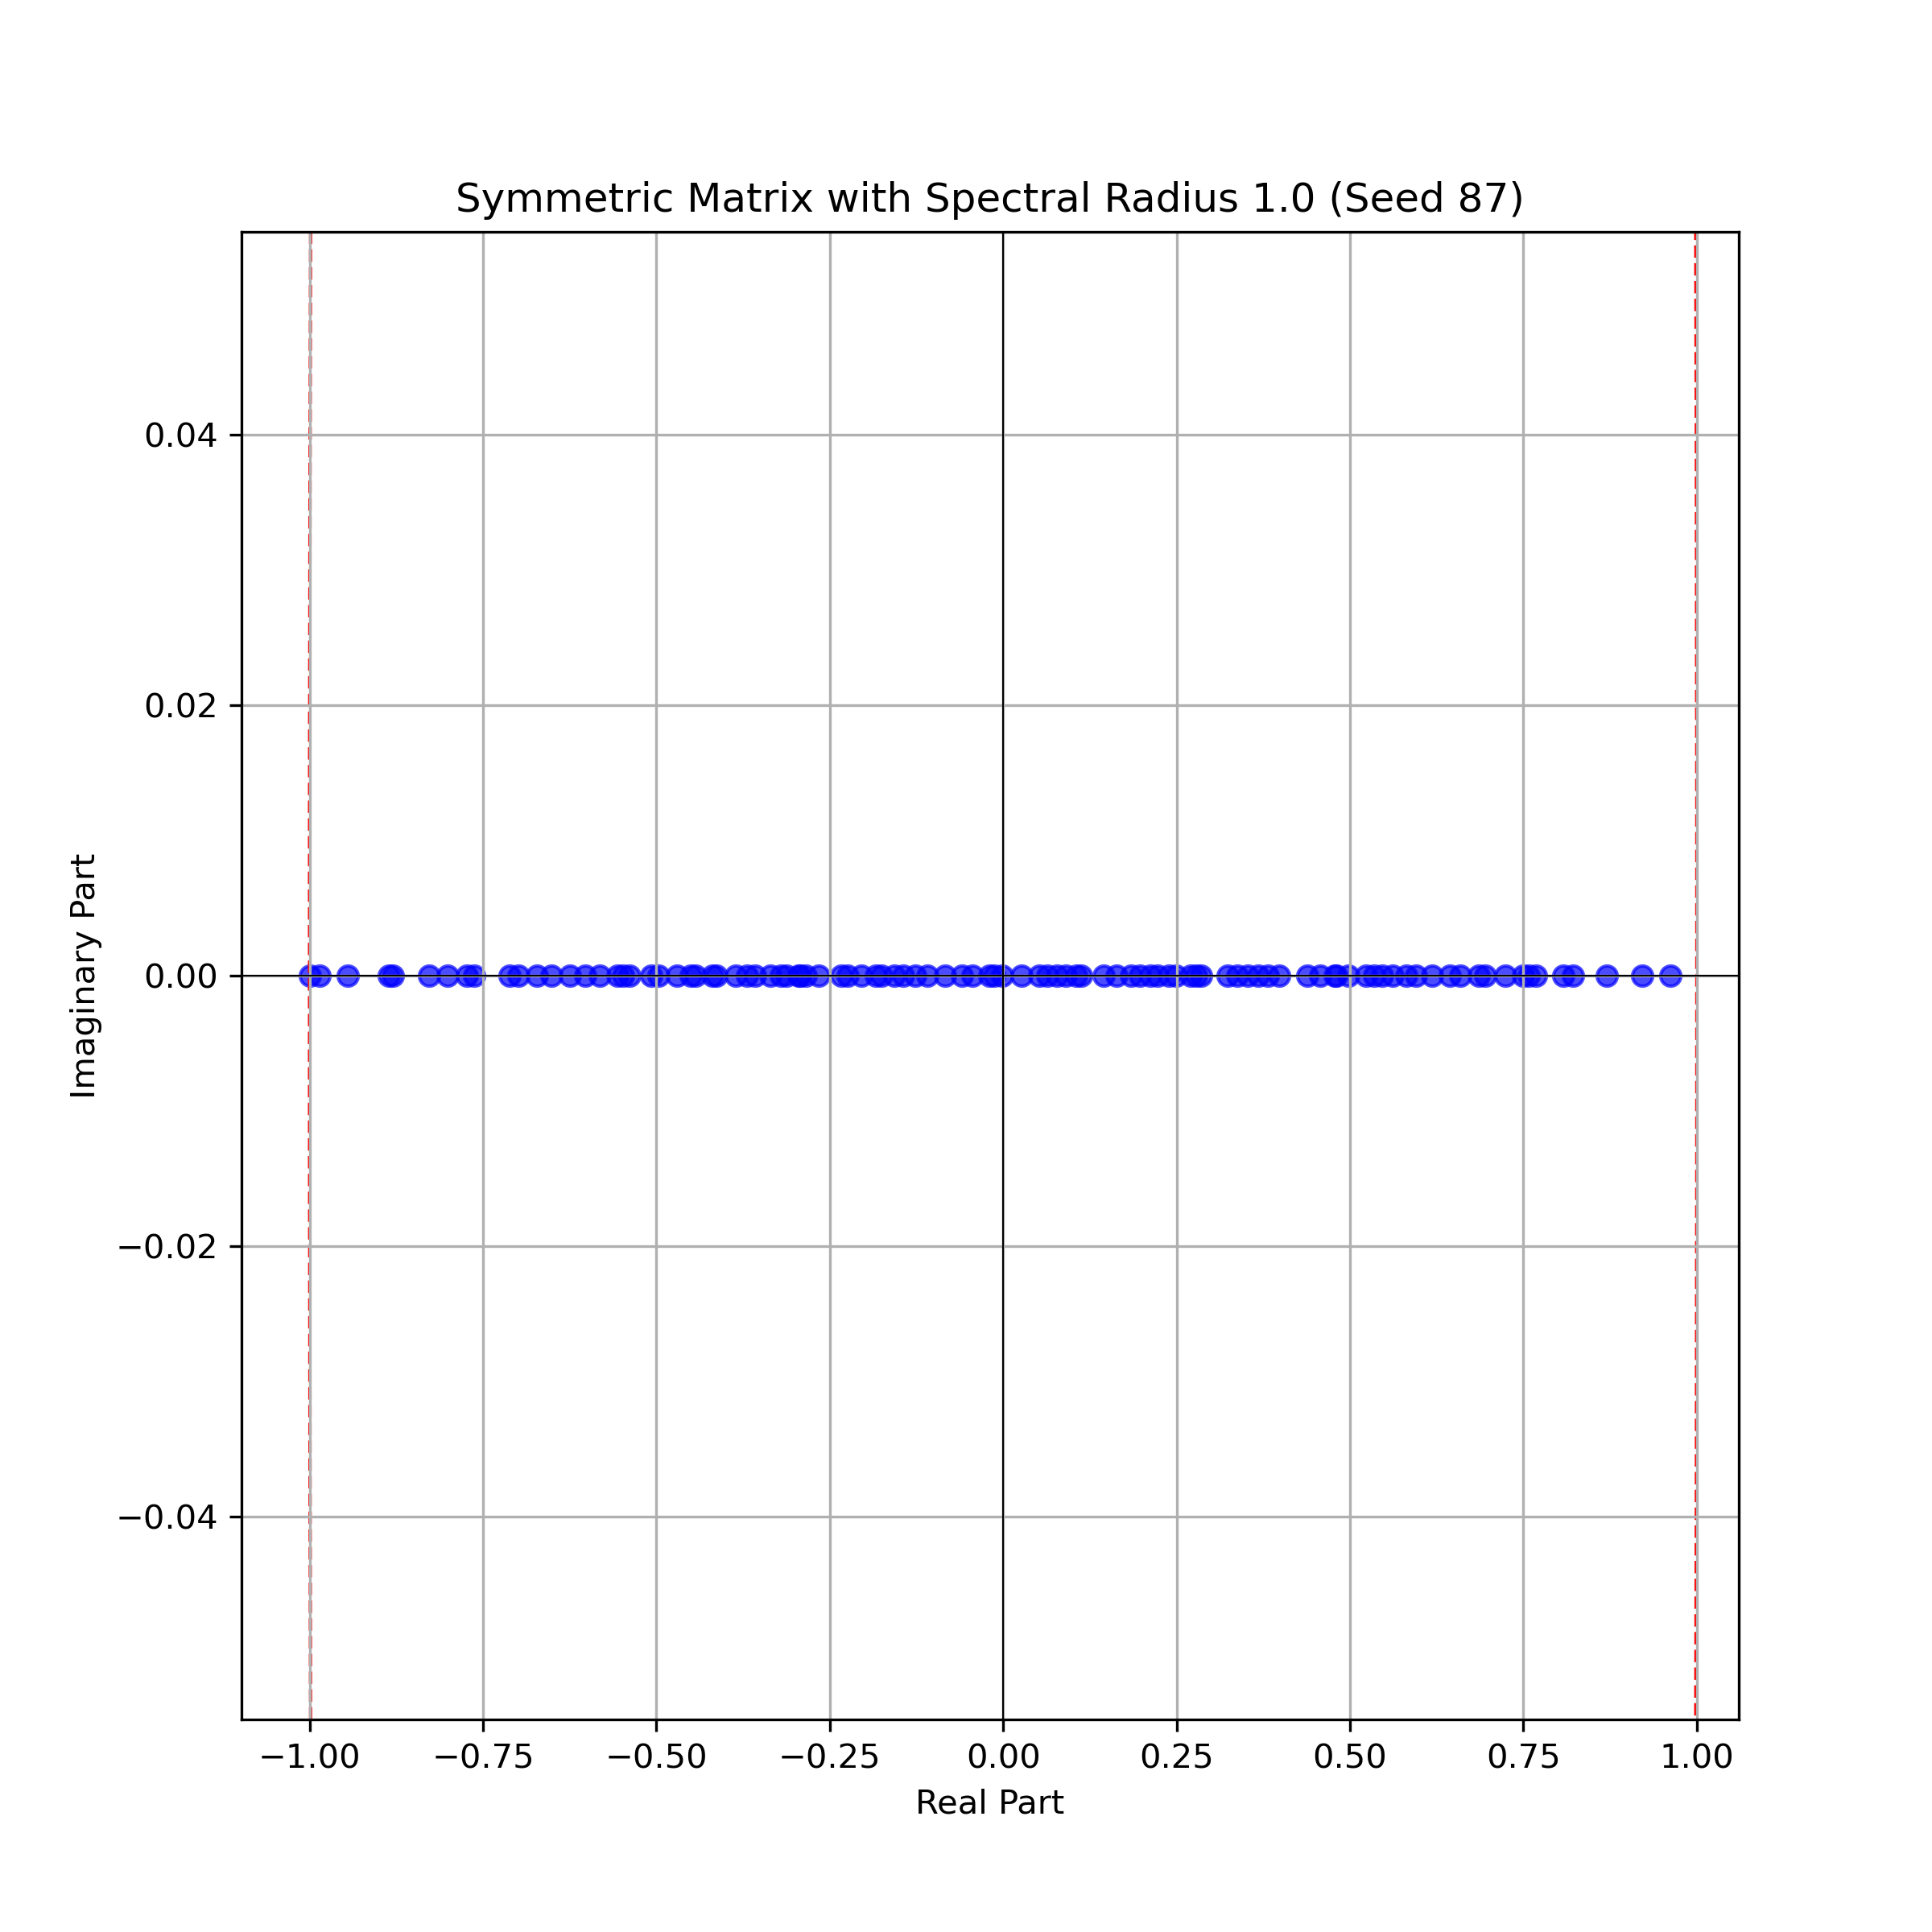 Symmetric Matrix with Spectral Radius 1.0 (Seed 87)
Imaginary Part
0.04
0.02
0.00
−0.02
−0.04
−1.00 −0.75 −0.50 −0.25 0.00 0.25 0.50 0.75 1.00
Real Part